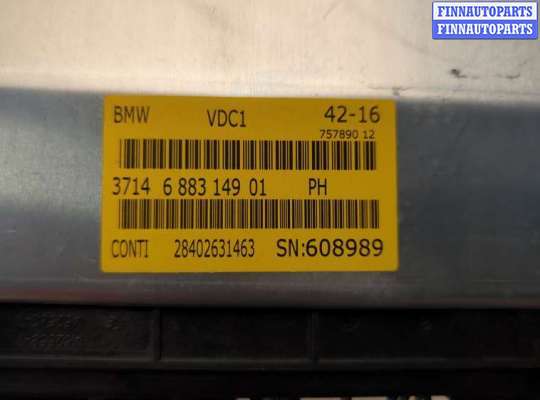 FINNAUTOPARTS
FINNAUTOPARTS
BMW VDC1 42-16
757890 12
3714 6 883 149 01 PH
CONTI 28402631463 SN:608989